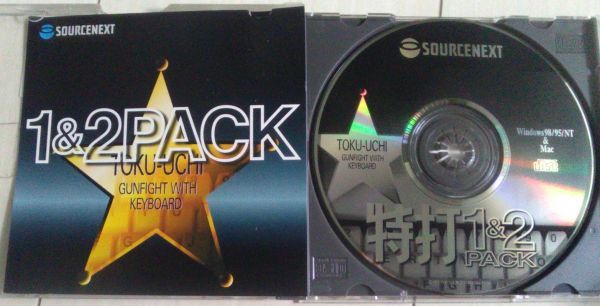 SOURCENEXT
1&2PACK
TOKU-UCHI
GUNFIGHT WITH
KEYBOARD
SOURCENEXT
TOKU-UCHI
GUNFIGHT WITH
KEYBOARD
Windows98/95/NT
&
Mac
特打1&2
PACK